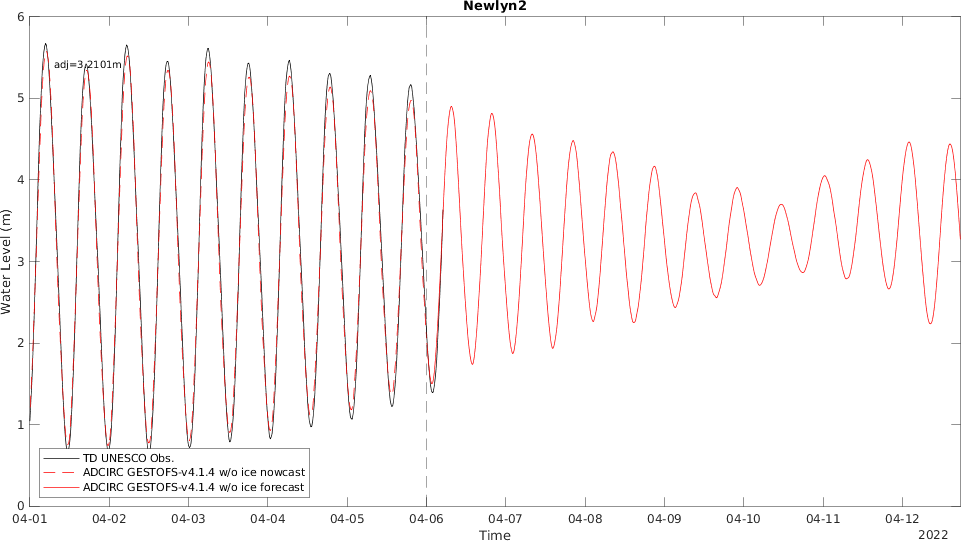 Newlyn2
6
5
4
3
2
1
0
Water Level (m)
adj=3.2101m
TD UNESCO Obs.
ADCIRC GESTOFS-v4.1.4 w/o ice nowcast
ADCIRC GESTOFS-v4.1.4 w/o ice forecast
04-01 04-02 04-03 04-04 04-05 04-06 04-07 04-08 04-09 04-10 04-11 04-12
Time
2022